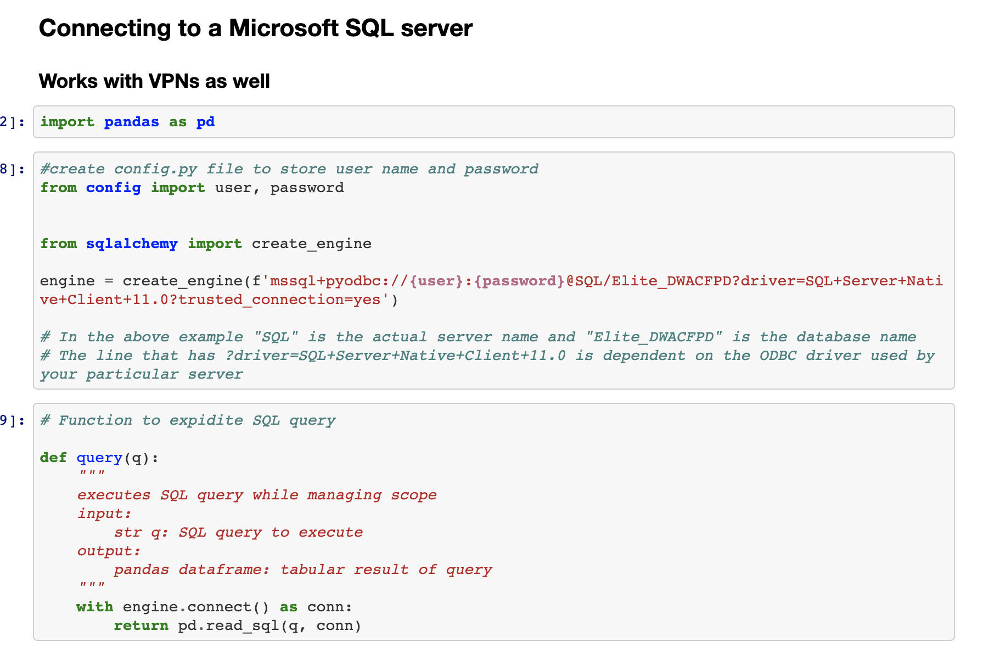 Connecting to a Microsoft SQL server
Works with VPNs as well
2]:
import pandas as pd
8]:
#create config.py file to store user name and password
from config import user, password
from sqlalchemy import create_engine
engine = create_engine(f'mssql+pyodbc://{user}:{password}@SQL/Elite_DWACFPD?driver=SQL+Server+Nati
ve+Client+11.0?trusted_connection=yes')
# In the above example "SQL" is the actual server name and "Elite_DWACFPD" is the database name
# The line that has ?driver=SQL+Server+Native+Client+11.0 is dependent on the ODBC driver used by
your particular server
9]:
# Function to expidite SQL query
def query(q):
"""
executes SQL query while managing scope
input:
str q: SQL query to execute
output:
pandas dataframe: tabular result of query
"""
with engine.connect() as conn:
return pd.read_sql(q, conn)